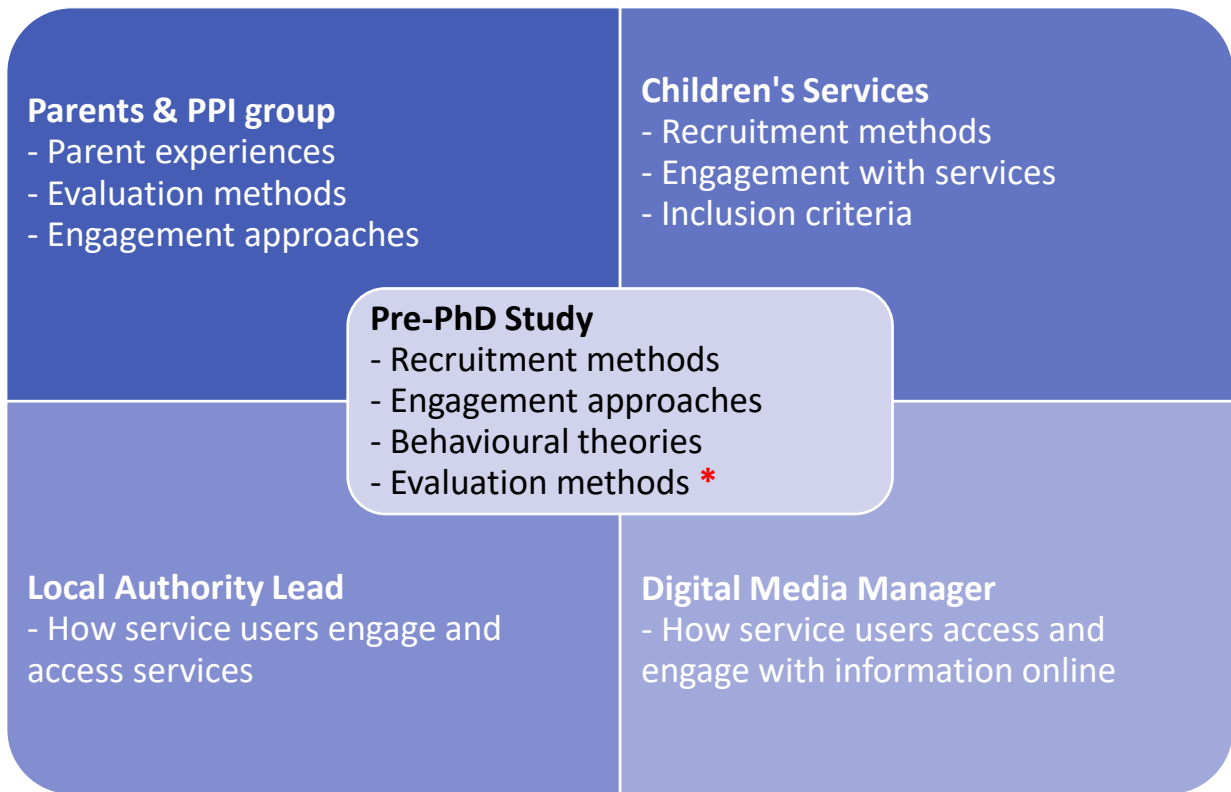 Parents & PPI group
- Parent experiences
- Evaluation methods
- Engagement approaches
Children's Services
- Recruitment methods
- Engagement with services
- Inclusion criteria
Pre-PhD Study
- Recruitment methods
- Engagement approaches
- Behavioural theories
- Evaluation methods *
Local Authority Lead
- How service users engage and
access services
Digital Media Manager
- How service users access and
engage with information online